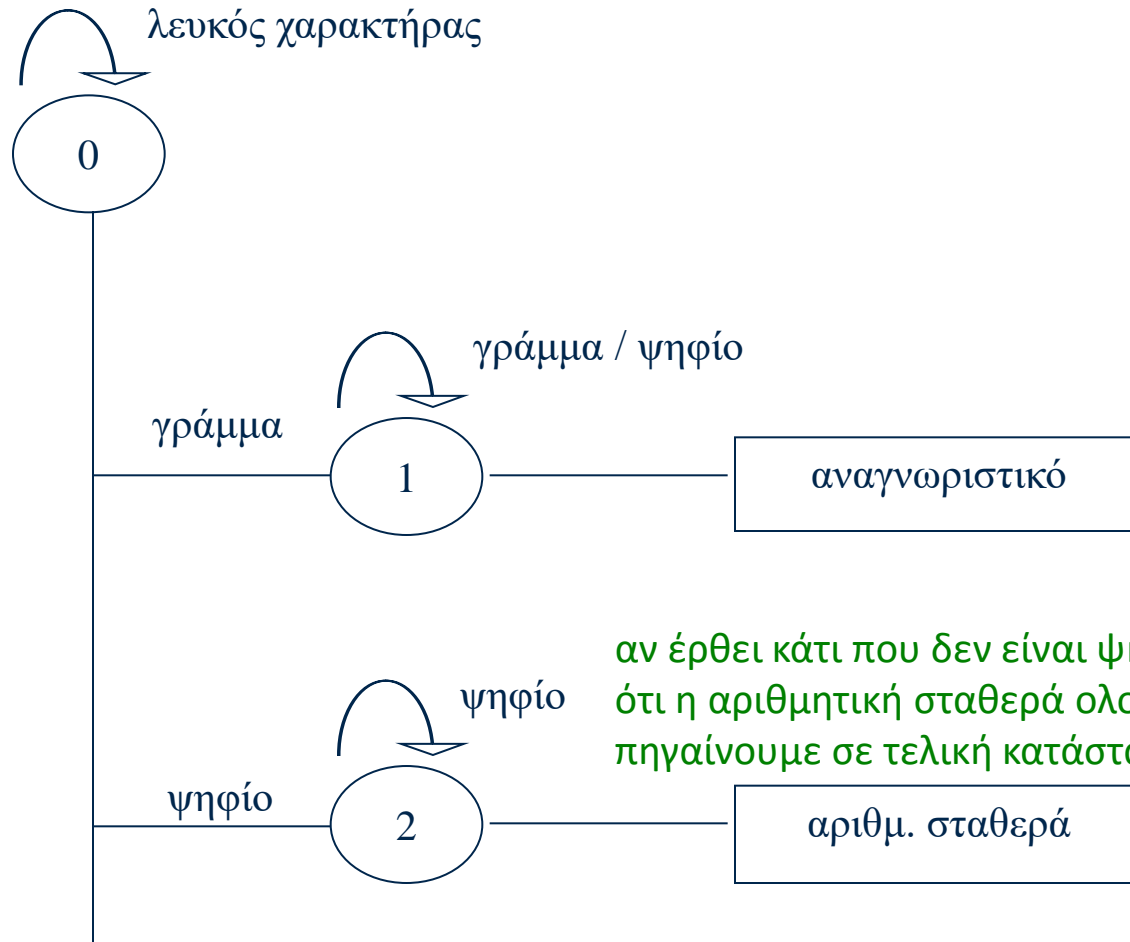 λευκός χαρακτήρας
0
γράμμα / ψηφίο
γράμμα
1
αναγνωριστικό
αν έρθει κάτι που δεν είναι
ψηφίο
ότι η αριθμητική σταθερά
πηγαίνουμε σε τελική
ψηφίο
2
αριθμ. σταθερά